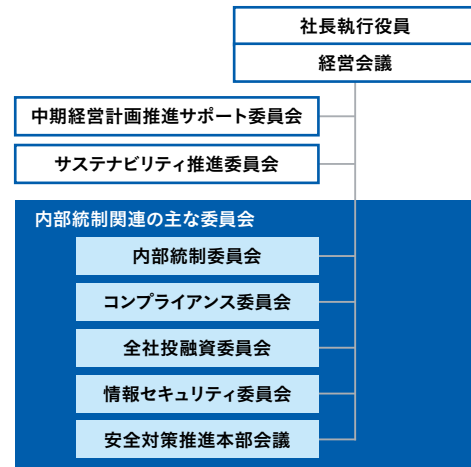 社長執行役員
経営会議
中期経営計画推進サポート委員会
サステナビリティ推進委員会
内部統制関連の主な委員会
内部統制委員会
コンプライアンス委員会
全社投融資委員会
情報セキュリティ委員会
安全対策推進本部会議